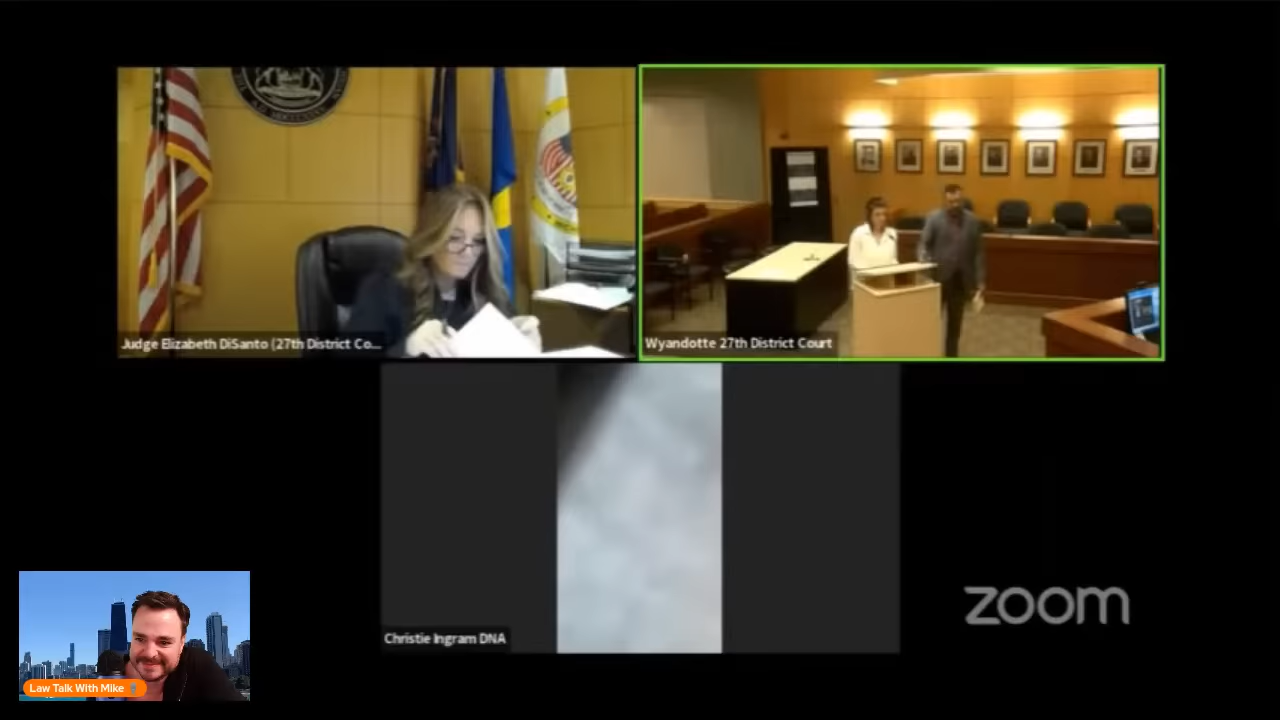 Judge Elizabeth DiSanto (27th District Co...
Wyandotte 27th District Court
Christie Ingram DNA
zoom
Law Talk With Mike